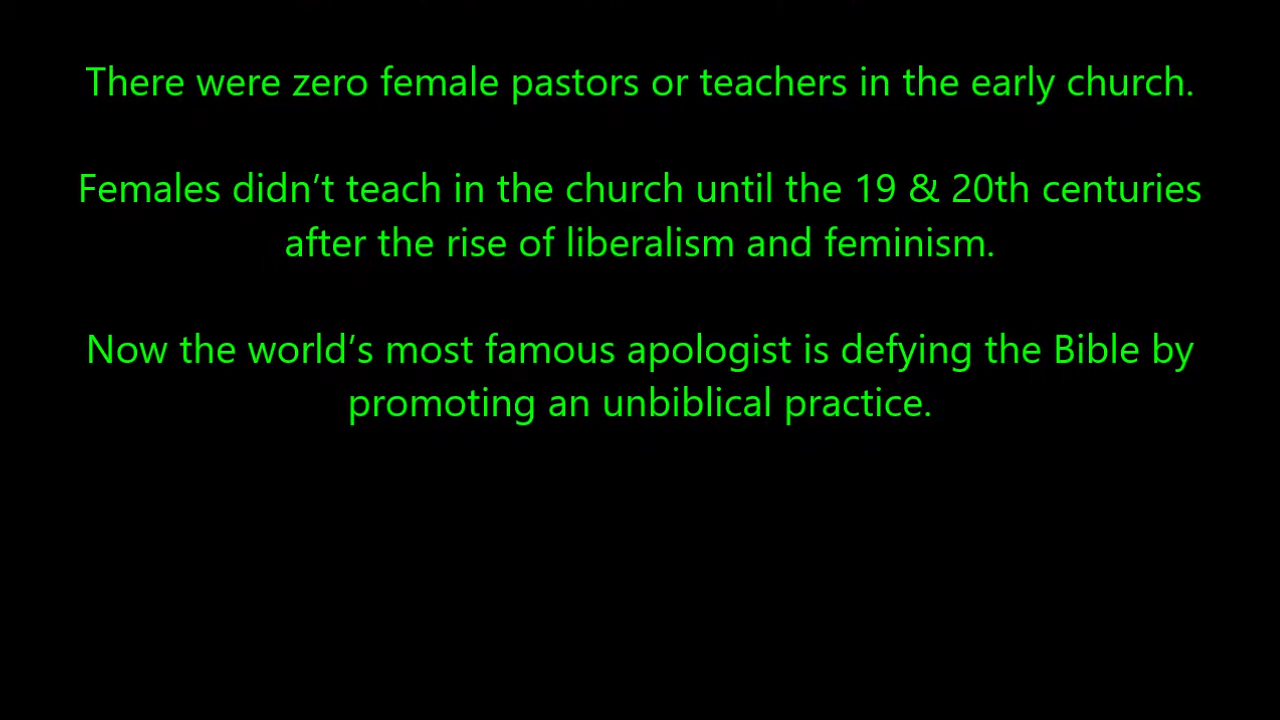 There were zero female pastors or teachers in the early church.
Females didn’t teach in the church until the 19 & 20th centuries
after the rise of liberalism and feminism.
Now the world’s most famous apologist is defying the Bible by
promoting an unbiblical practice.